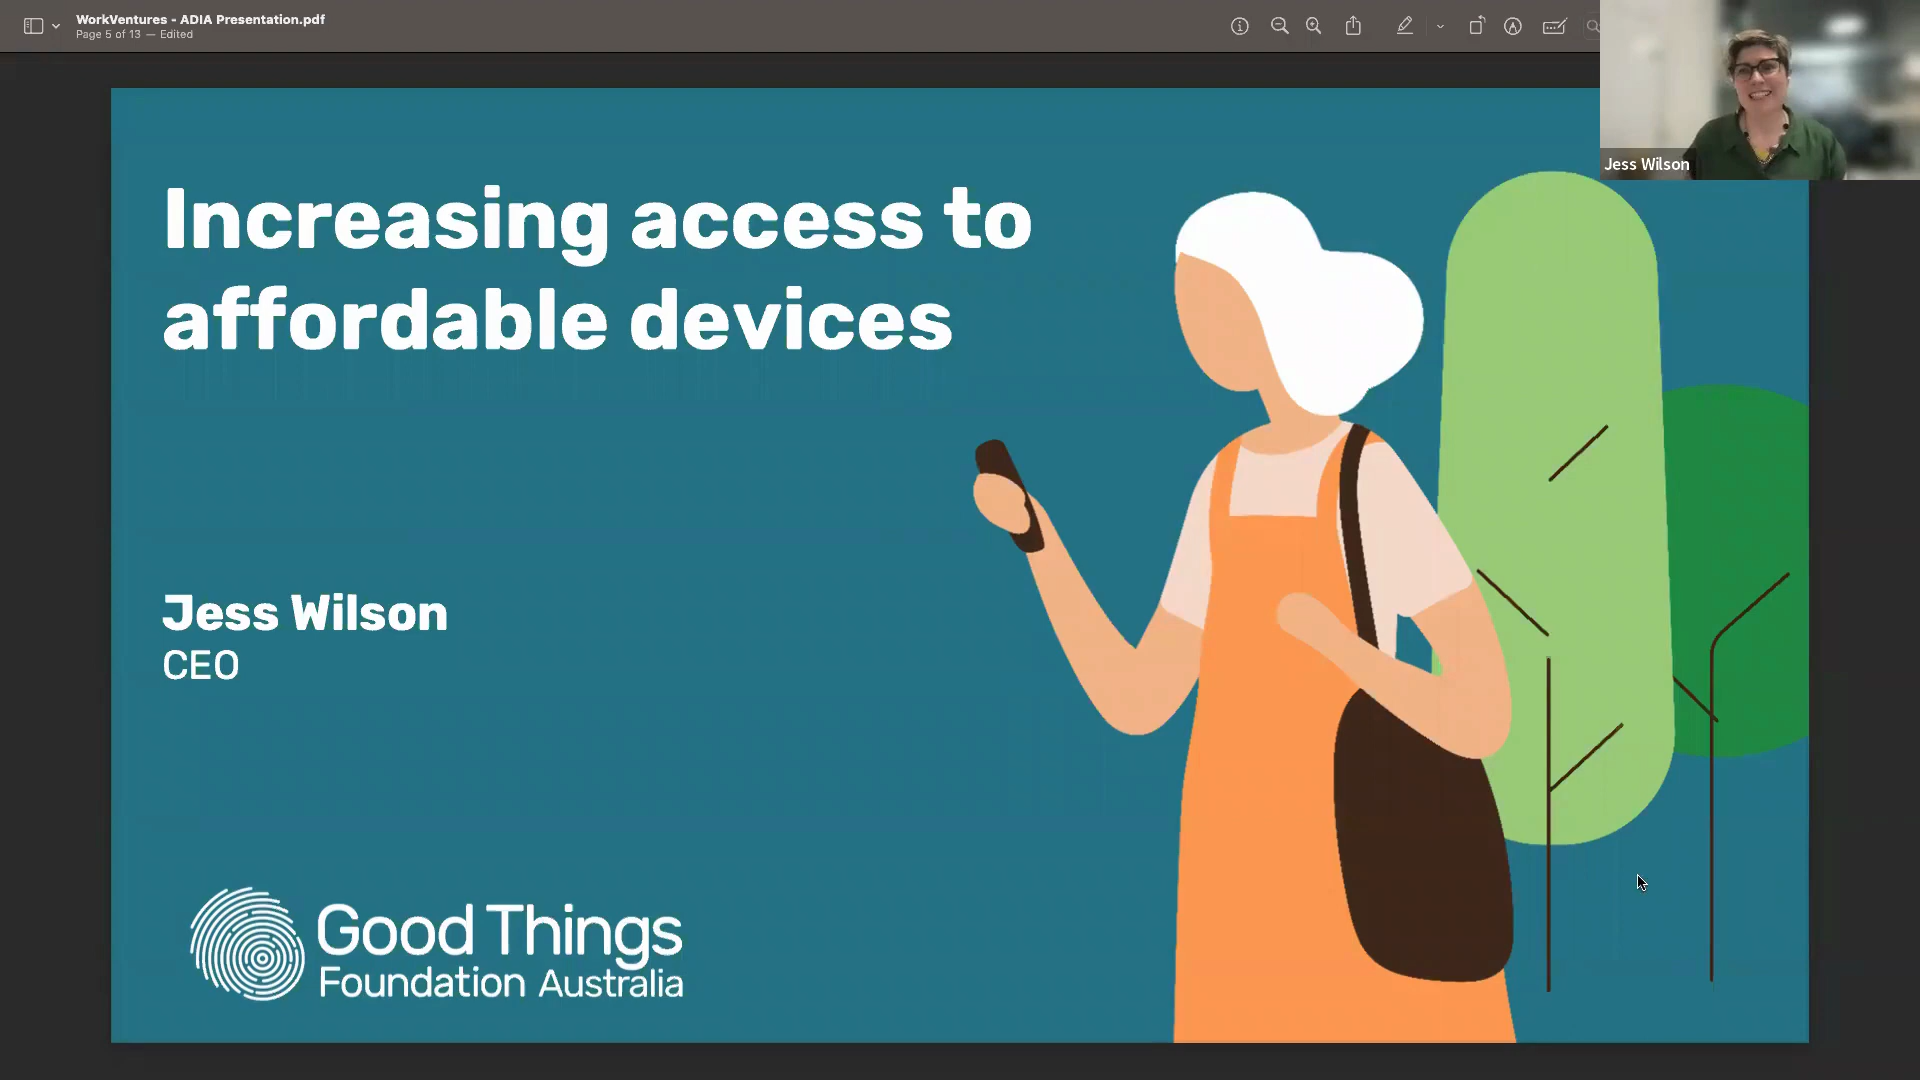 WorkVentures - ADIA Presentation.pdf
Page 5 of 13 — Edited
Jess Wilson
Increasing access to
affordable devices
Jess Wilson
CEO
Good Things
Foundation Australia